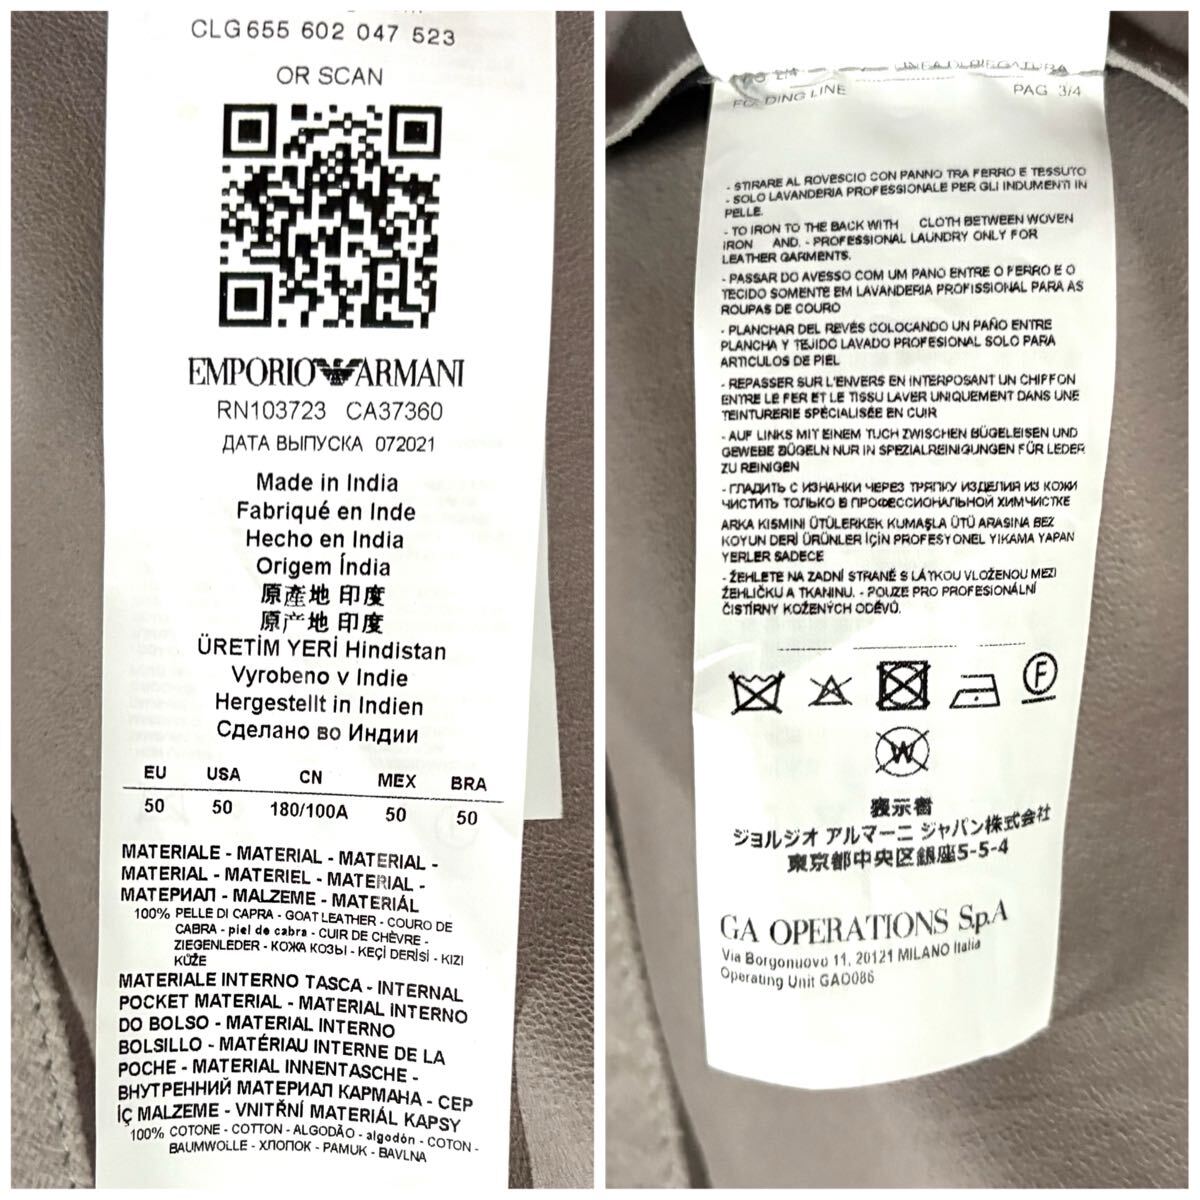 CLG 655 602 047 523
OR SCAN
EMPORIO ARMANI
RN103723 CA37360
ДАТА ВЫПУСКА 072021
Made in India
Fabriqué en Inde
Hecho en India
Origem Índia
原產地 印度
原产地 印度
ÜRETİM YERİ Hindistan
Vyrobeno v Indie
Hergestellt in Indien
Сделано во Индии
EU USA CN MEX BRA
50 50 180/100A 50 50
MATERIALE - MATERIAL - MATERIAL -
MATERIAL - MATERIEL - MATERIAL -
МАТЕРИАЛ - MALZEME - MATERIÁL
100% PELLE DI CAPRA - GOAT LEATHER - COURO DE
CABRA - piel de cabra - CUIR DE CHÈVRE -
ZIEGENLEDER - КОЖА КОЗЫ - KEÇİ DERİSİ - KIZI
KŮŽE
MATERIALE INTERNO TASCA - INTERNAL
POCKET MATERIAL - MATERIAL INTERNO
DO BOLSO - MATERIAL INTERNO
BOLSILLO - MATÉRIAU INTERNE DE LA
POCHE - MATERIAL INNENTASCHE -
ВНУТРЕННИЙ МАТЕРИАЛ КАРМАНА - CEP
İÇ MALZEME - VNITŘNÍ MATERIÁL KAPSY
100% COTONE - COTTON - ALGODÃO - algodón - COTON -
BAUMWOLLE - ХЛОПОК - PAMUK - BAVLNA
2/4 LINEA DI PIEGATURA
FOLDING LINE PAG 3/4
- STIRARE AL ROVESCIO CON PANNO TRA FERRO E TESSUTO
- SOLO LAVANDERIA PROFESSIONALE PER GLI INDUMENTI IN
PELLE.
- TO IRON TO THE BACK WITH CLOTH BETWEEN WOVEN
IRON AND. - PROFESSIONAL LAUNDRY ONLY FOR
LEATHER GARMENTS.
- PASSAR DO AVESSO COM UM PANO ENTRE O FERRO E O
TECIDO SOMENTE EM LAVANDERIA PROFISSIONAL PARA AS
ROUPAS DE COURO
- PLANCHAR DEL REVÉS COLOCANDO UN PAÑO ENTRE
PLANCHA Y TEJIDO LAVADO PROFESIONAL SOLO PARA
ARTICULOS DE PIEL
- REPASSER SUR L'ENVERS EN INTERPOSANT UN CHIFFON
ENTRE LE FER ET LE TISSU LAVER UNIQUEMENT DANS UNE
TEINTURERIE SPÉCIALISÉE EN CUIR
- AUF LINKS MIT EINEM TUCH ZWISCHEN BÜGELEISEN UND
GEWEBE BÜGELN NUR IN SPEZIALREINIGUNGEN FÜR LEDER
ZU REINIGEN
- ГЛАДИТЬ С ИЗНАНКИ ЧЕРЕЗ ТРЯПКУ ИЗДЕЛИЯ ИЗ КОЖИ
ЧИСТИТЬ ТОЛЬКО В ПРОФЕССИОНАЛЬНОЙ ХИМЧИСТКЕ
ARKA KISMINI ÜTÜLERKEK KUMAŞLA ÜTÜ ARASINA BEZ
KOYUN DERİ ÜRÜNLER İÇİN PROFESYONEL YIKAMA YAPAN
YERLER SADECE
- ŽEHLETE NA ZADNÍ STRANĚ S LÁTKOU VLOŽENOU MEZI
ŽEHLIČKU A TKANINU. - POUZE PRO PROFESIONÁLNÍ
ČISTÍRNY KOŽENÝCH ODĚVŮ.
F
W
表示者
ジョルジオ アルマーニ ジャパン株式会社
東京都中央区銀座5-5-4
GA OPERATIONS S.p.A
Via Borgonuovo 11, 20121 MILANO Italia
Operating Unit GAO086